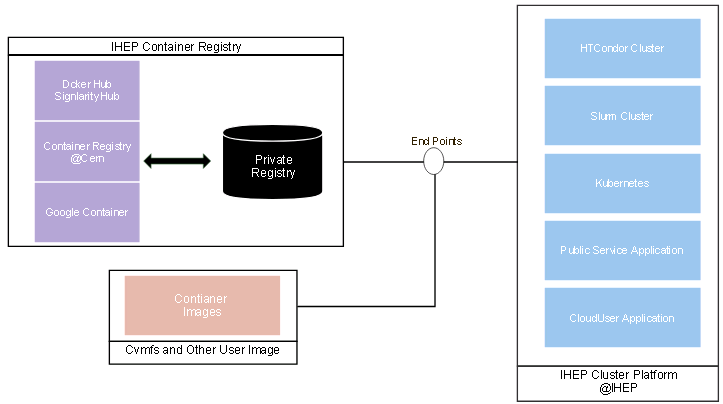 IHEP Container Registry
Dcker Hub
SignlarityHub
Container Registry
@Cern
Google Container
Private
Registry
End Points
Contianer
Images
Cvmfs and Other User Image
HTCondor Cluster
Slurm Cluster
Kubernetes
Public Service Application
CloudUser Application
IHEP Cluster Platform
@IHEP